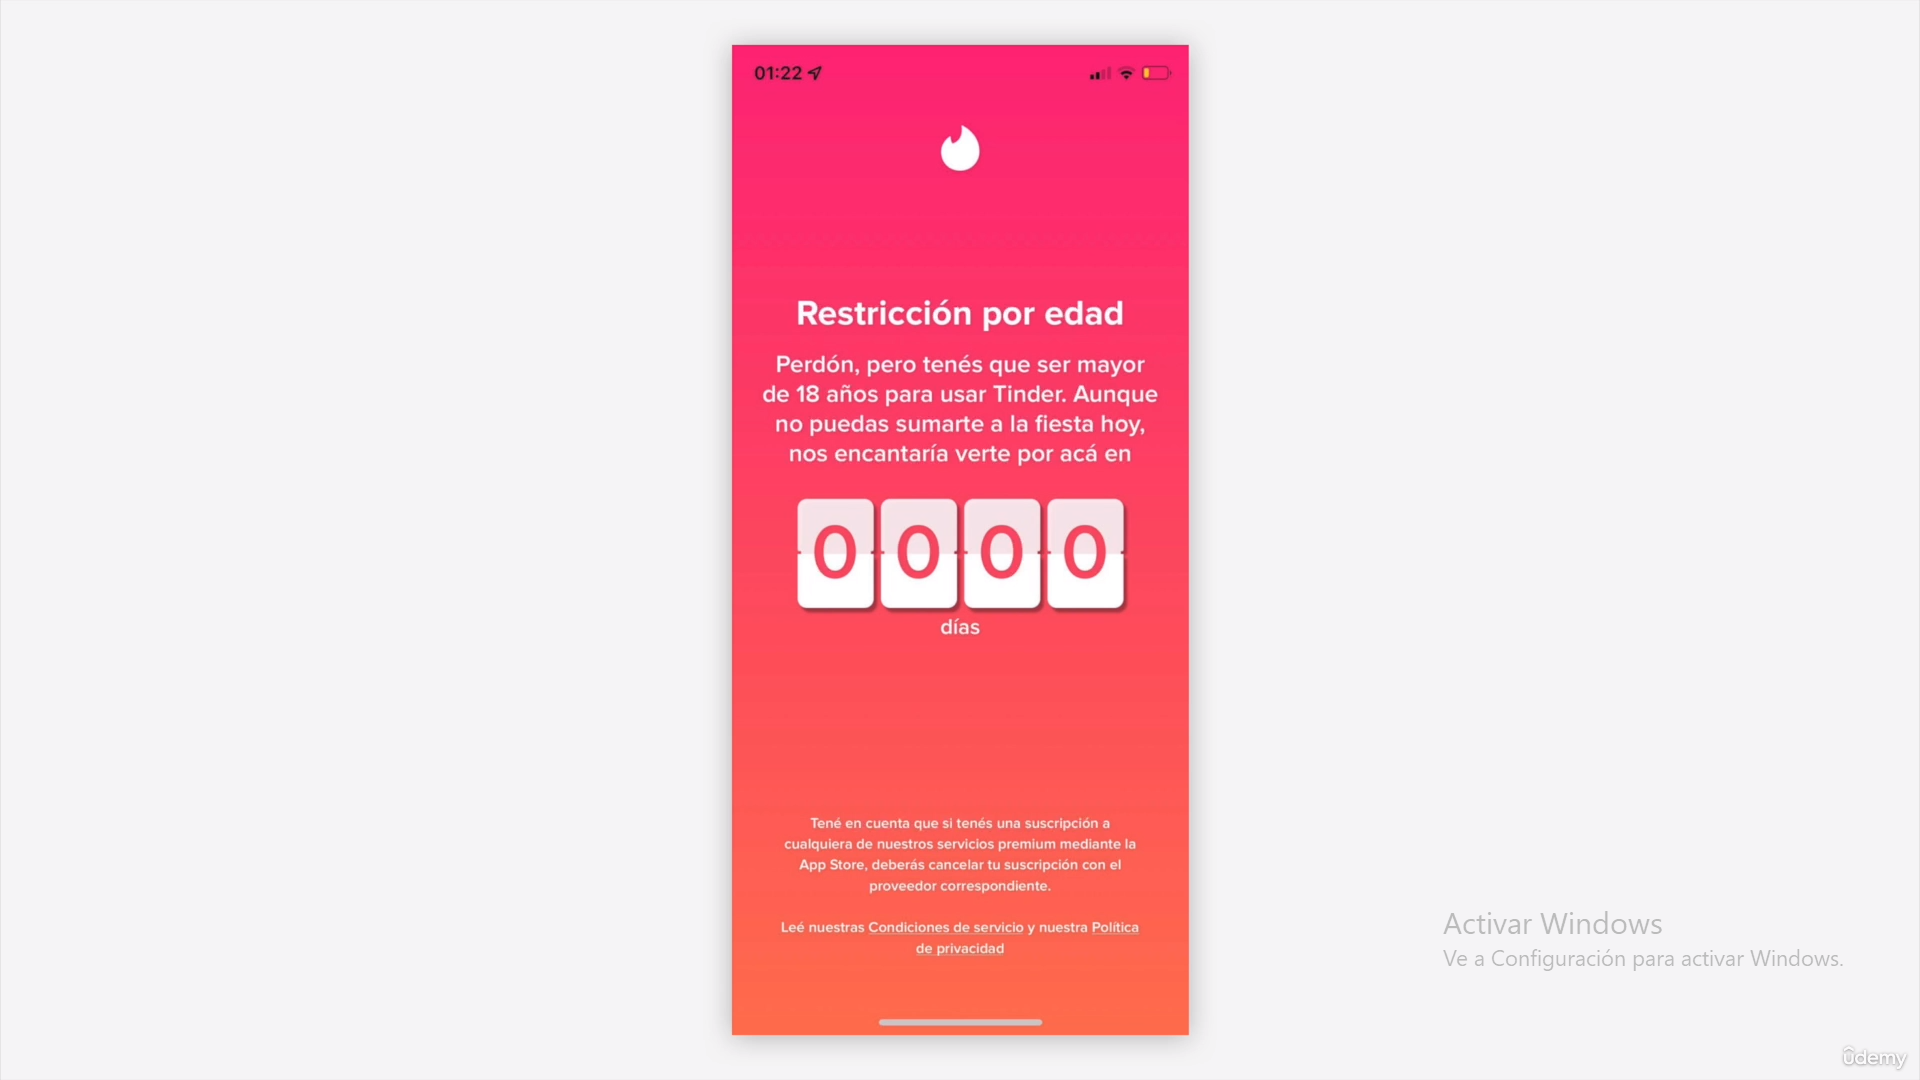 01:22
Restricción por edad
Perdón, pero tenés que ser mayor
de 18 años para usar Tinder. Aunque
no puedas sumarte a la fiesta hoy,
nos encantaría verte por acá en
0 0 0 0
días
Tené en cuenta que si tenés una suscripción a
cualquiera de nuestros servicios premium mediante la
App Store, deberás cancelar tu suscripción con el
proveedor correspondiente.
Leé nuestras Condiciones de servicio y nuestra Política
de privacidad
Activar Windows
Ve a Configuración para activar Windows.
ûdemy